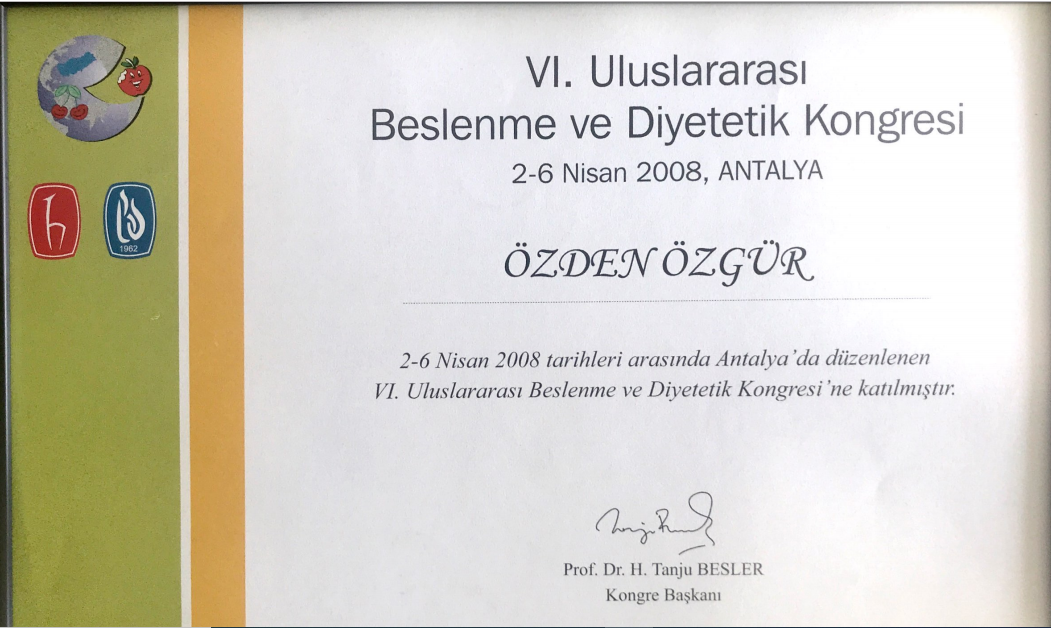 VI. Uluslararası
Beslenme ve Diyetetik Kongresi
2-6 Nisan 2008, ANTALYA
ÖZDEN ÖZGÜR
2-6 Nisan 2008 tarihleri arasında Antalya'da düzenlenen
VI. Uluslararası Beslenme ve Diyetetik Kongresi'ne katılmıştır.
Prof. Dr. H. Tanju BESLER
Kongre Başkanı
h
1962